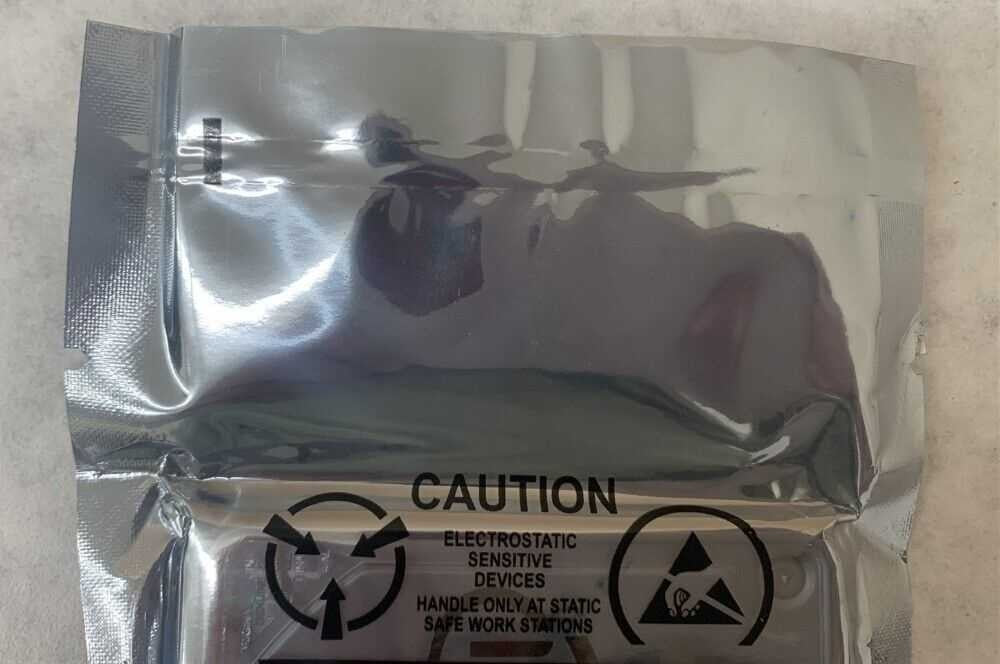 CAUTION
ELECTROSTATIC
SENSITIVE
DEVICES
HANDLE ONLY AT STATIC
SAFE WORK STATIONS